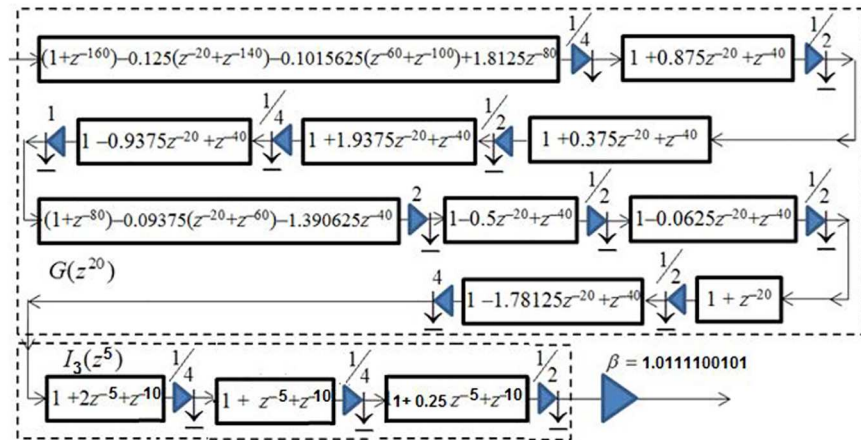 (1+z⁻¹⁶⁰)−0.125(z⁻²⁰+z⁻¹⁴⁰)−0.1015625(z⁻⁶⁰+z⁻¹⁰⁰)+1.8125z⁻⁸⁰ 1/4 1 +0.875z⁻²⁰ +z⁻⁴⁰ 1/2
1 1 −0.9375z⁻²⁰ +z⁻⁴⁰ 1/4 1 +1.9375z⁻²⁰ +z⁻⁴⁰ 1/2 1 +0.375z⁻²⁰ +z⁻⁴⁰
(1+z⁻⁸⁰)−0.09375(z⁻²⁰+z⁻⁶⁰)−1.390625z⁻⁴⁰ 2 1−0.5z⁻²⁰+z⁻⁴⁰ 1/2 1−0.0625z⁻²⁰+z⁻⁴⁰ 1/2
G(z²⁰)
4 1 −1.78125z⁻²⁰ +z⁻⁴⁰ 1/2 1 + z⁻²⁰
I₃(z⁵)
1 +2z⁻⁵+z⁻¹⁰ 1/4 1 + z⁻⁵+z⁻¹⁰ 1/4 1+ 0.25 z⁻⁵+z⁻¹⁰ 1/2
β = 1.0111100101